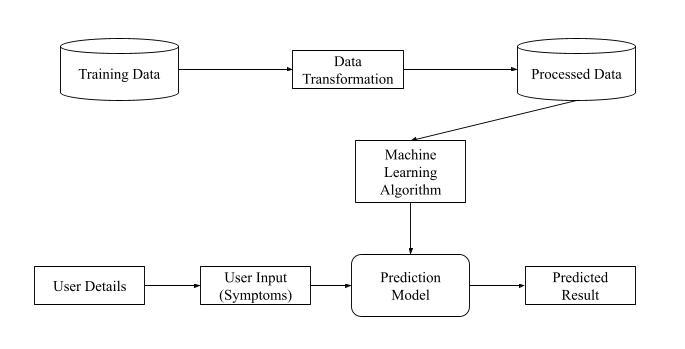 Training Data
Data
Transformation
Processed Data
Machine
Learning
Algorithm
User Details
User Input
(Symptoms)
Prediction
Model
Predicted
Result